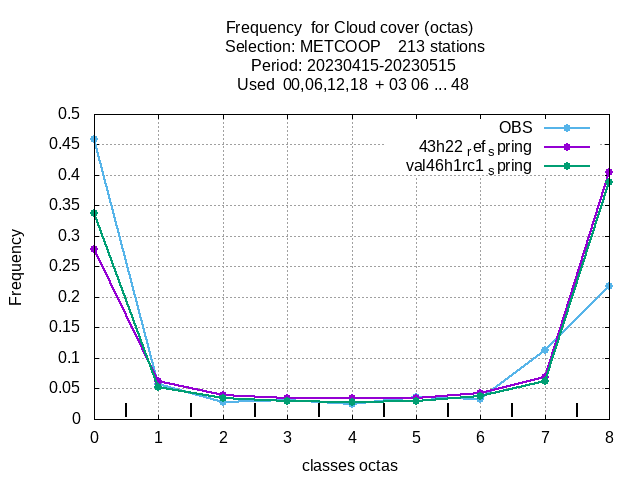 Frequency  for Cloud cover (octas)
Selection: METCOOP    213 stations
Period: 20230415-20230515
Used  00,06,12,18  + 03 06 ... 48
0.5
0.45
0.4
0.35
0.3
0.25
0.2
0.15
0.1
0.05
0
Frequency
OBS
43h22 ref spring
val46h1rc1 spring
0 1 2 3 4 5 6 7 8
classes octas